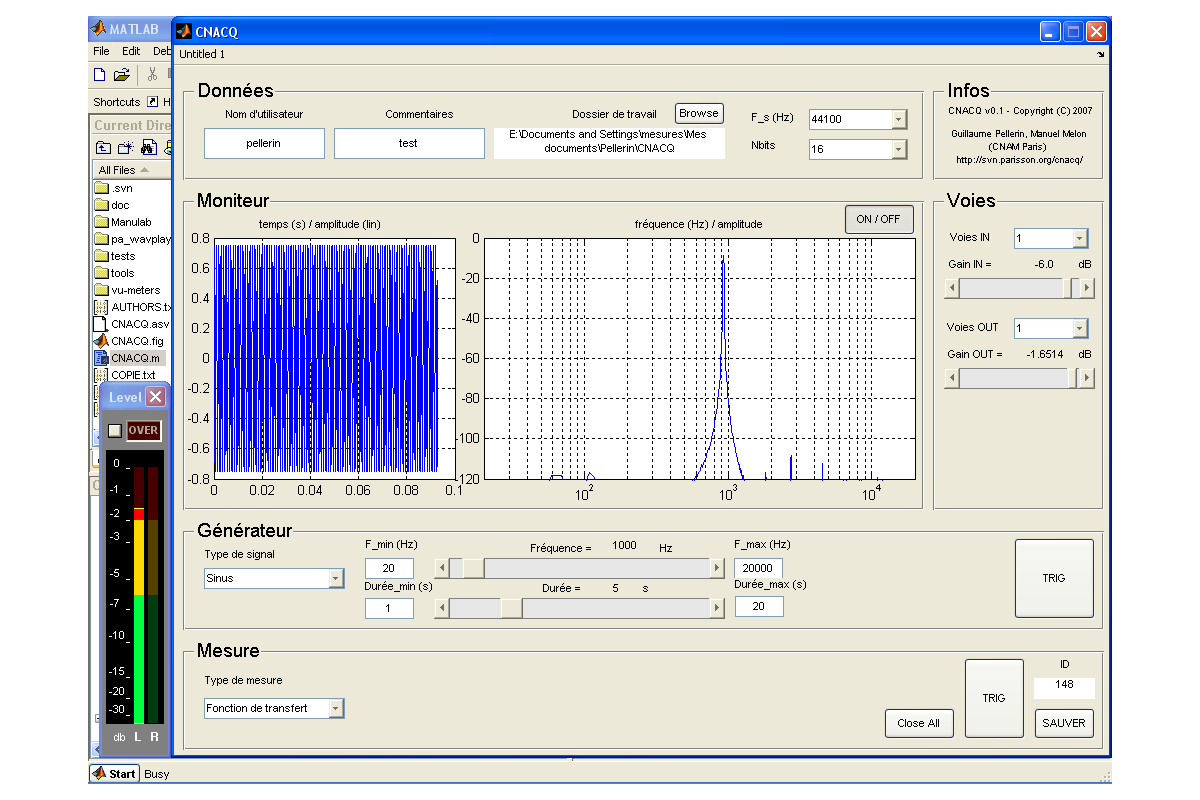 MATLAB
CNACQ
File Edit Deb
Untitled 1
Shortcuts H
Current Dire
All Files
.svn
doc
Manulab
pa_wavplay
tests
tools
vu-meters
AUTHORS.tx
CNACQ.asv
CNACQ.fig
CNACQ.m
COPIE.txt
Données
Nom d'utilisateur
Commentaires
Dossier de travail
Browse
pellerin
test
E:\Documents and Settings\mesures\Mes
documents\Pellerin\CNACQ
F_s (Hz)
44100
Nbits
16
Infos
CNACQ v0.1 - Copyright (C) 2007
Guillaume Pellerin, Manuel Melon
(CNAM Paris)
http://svn.parisson.org/cnacq/
Moniteur
temps (s) / amplitude (lin)
0.8
0.6
0.4
0.2
0
-0.2
-0.4
-0.6
-0.8
0 0.02 0.04 0.06 0.08 0.1
fréquence (Hz) / amplitude
ON / OFF
0
-20
-40
-60
-80
-100
-120
10² 10³ 10⁴
Voies
Voies IN
1
Gain IN = -6.0 dB
Voies OUT
1
Gain OUT = -1.6514 dB
Level
OVER
0
-1
-2
-3
-5
-7
-10
-15
-20
-30
db L R
Générateur
Type de signal
Sinus
F_min (Hz)
20
Fréquence = 1000 Hz
F_max (Hz)
20000
Durée_min (s)
1
Durée = 5 s
Durée_max (s)
20
TRIG
Mesure
Type de mesure
Fonction de transfert
Close All
TRIG
ID
148
SAUVER
Start Busy